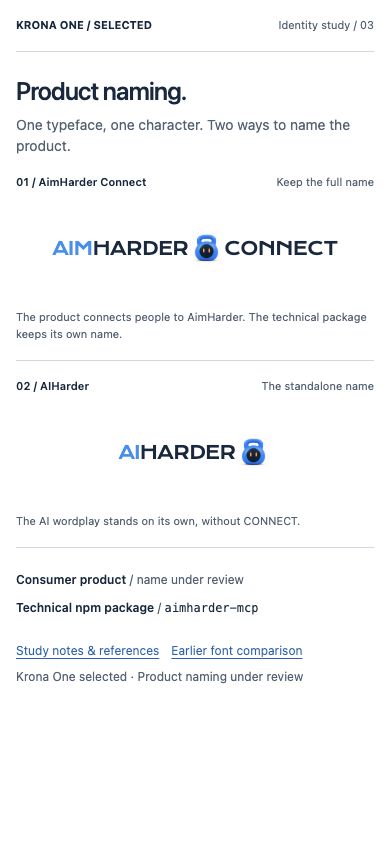 KRONA ONE / SELECTED
Identity study / 03
Product naming.
One typeface, one character. Two ways to name the
product.
01 / AimHarder Connect
Keep the full name
AIMHARDER CONNECT
The product connects people to AimHarder. The technical package
keeps its own name.
02 / AIHarder
The standalone name
AIHARDER
The AI wordplay stands on its own, without CONNECT.
Consumer product / name under review
Technical npm package / aimharder-mcp
Study notes & references
Earlier font comparison
Krona One selected · Product naming under review